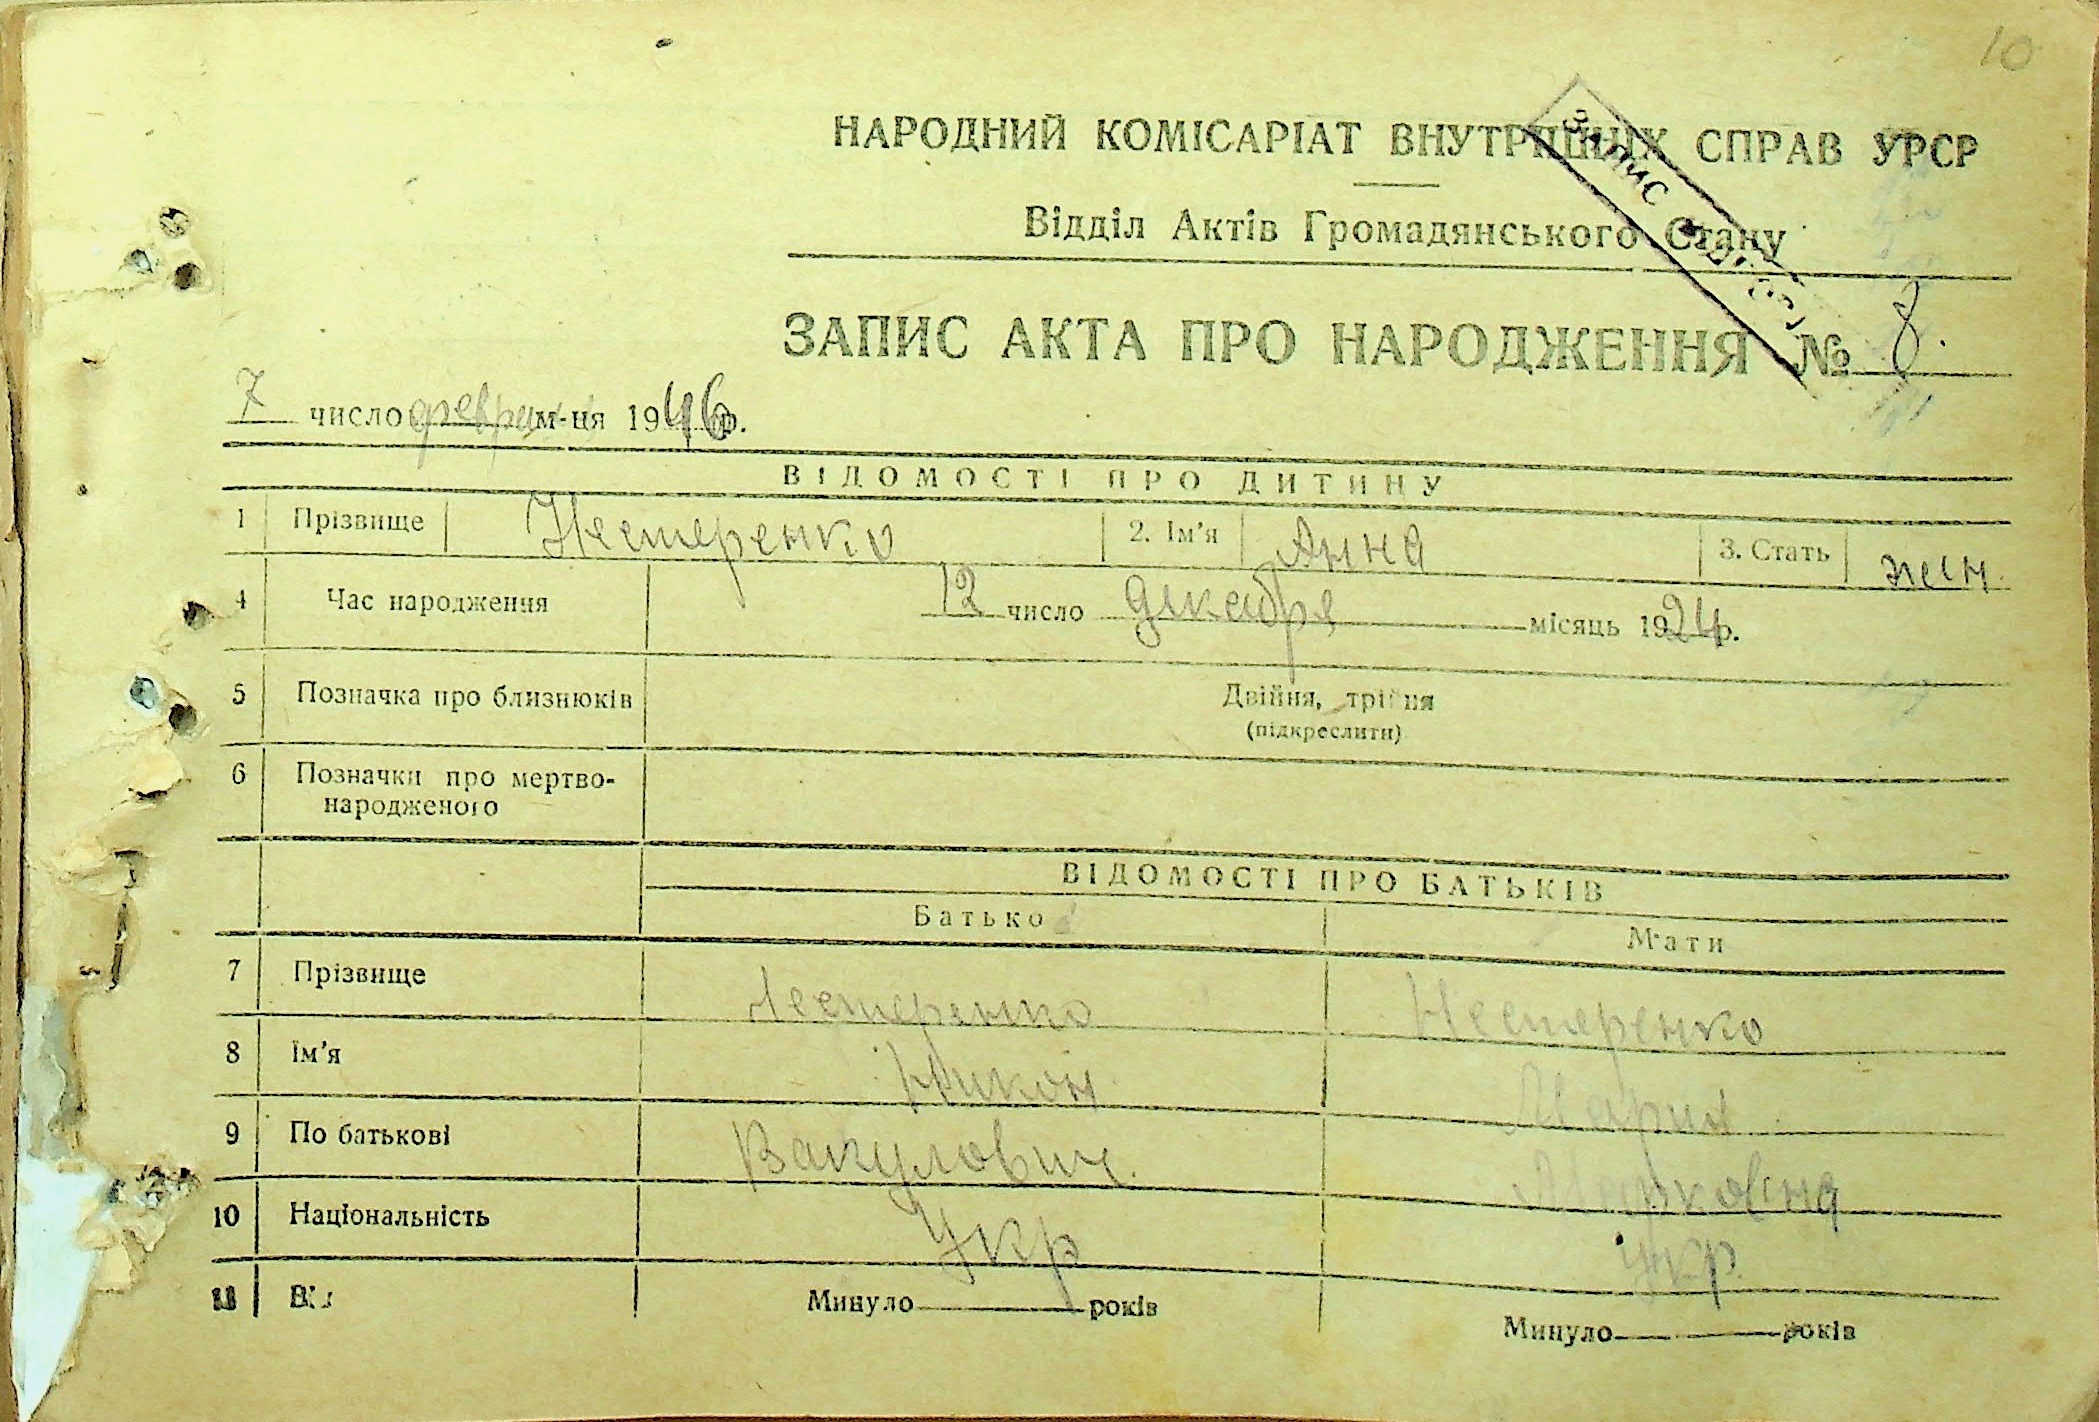 10
НАРОДНИЙ КОМІСАРІАТ ВНУТРІШНІХ СПРАВ УРСР
Відділ Актів Громадянського Стану
ЗАПИС
ЗАПИС АКТА ПРО НАРОДЖЕННЯ № 8.
7 число феврал м-ця 1946 р.
ВІДОМОСТІ ПРО ДИТИНУ
1 Прізвище Нестеренко 2. Ім'я Анна 3. Стать жен.
4 Час народження 12 число декабря місяць 1924 р.
5 Позначка про близнюків Двійня, трійня
(підкреслити)
6 Позначки про мертво-
народженого
ВІДОМОСТІ ПРО БАТЬКІВ
Батько Мати
7 Прізвище Нестеренко Нестеренко
8 Ім'я Никон Мария
9 По батькові Вакулович. Марковна
10 Національність Укр Укр
11 Минуло років Минуло років